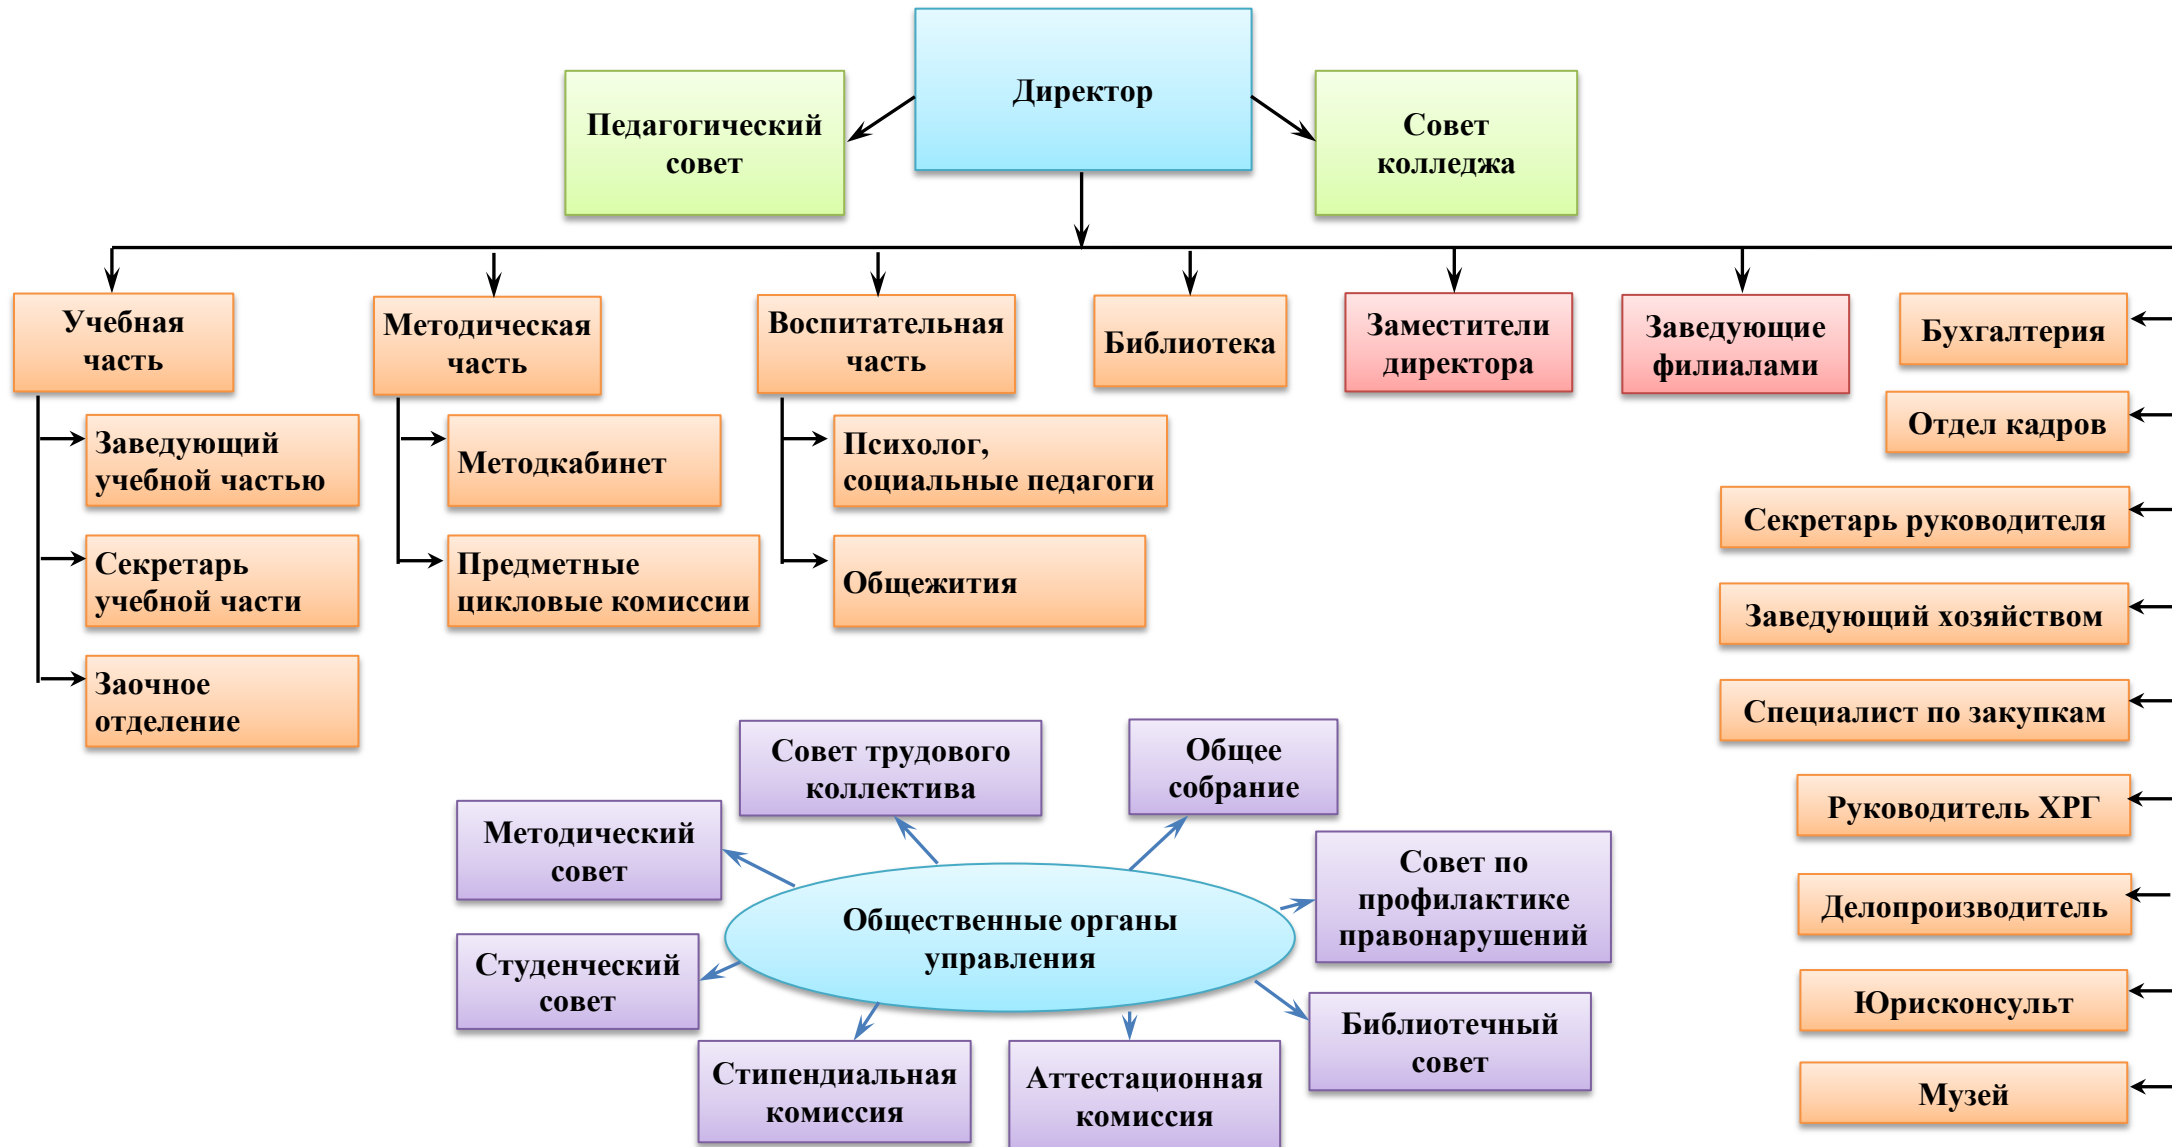 Директор
Педагогический
совет
Совет
колледжа
Учебная
часть
Методическая
часть
Воспитательная
часть
Библиотека
Заместители
директора
Заведующие
филиалами
Бухгалтерия
Отдел кадров
Секретарь руководителя
Заведующий хозяйством
Специалист по закупкам
Руководитель ХРГ
Делопроизводитель
Юрисконсульт
Музей
Заведующий
учебной частью
Секретарь
учебной части
Заочное
отделение
Методкабинет
Предметные
цикловые комиссии
Психолог,
социальные педагоги
Общежития
Совет трудового
коллектива
Общее
собрание
Методический
совет
Совет по
профилактике
правонарушений
Общественные органы
управления
Студенческий
совет
Библиотечный
совет
Стипендиальная
комиссия
Аттестационная
комиссия